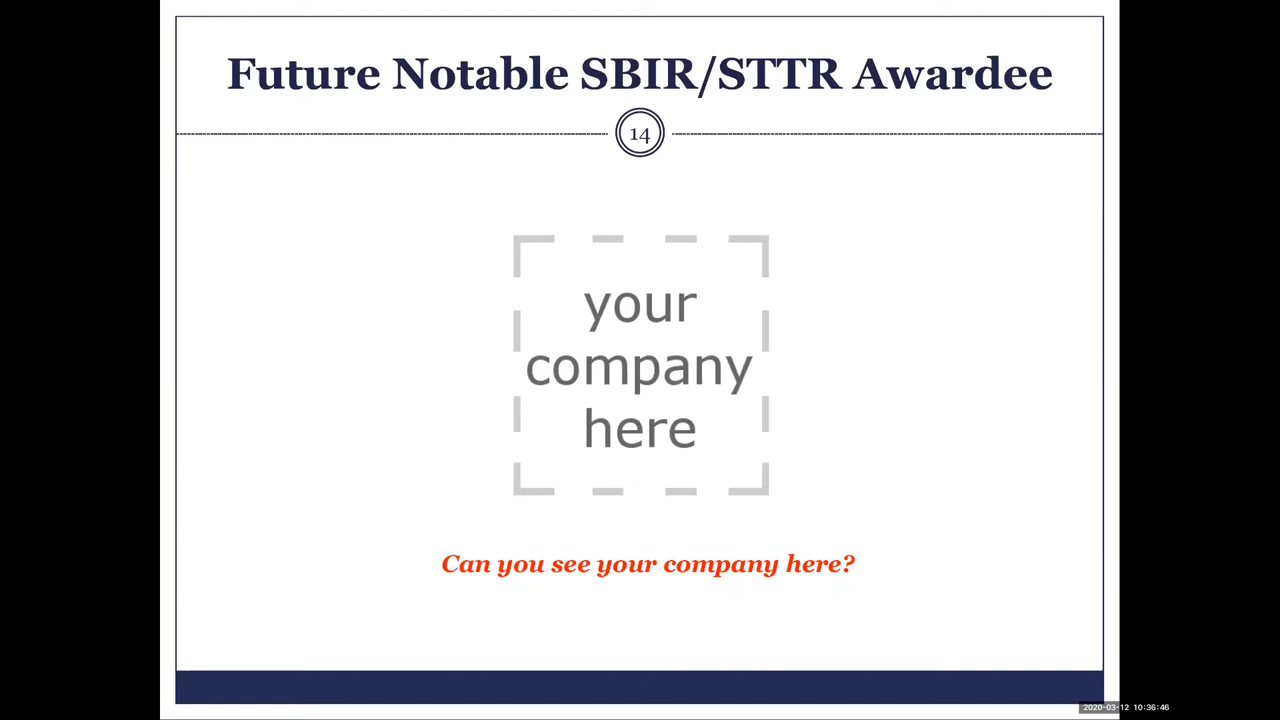 Future Notable SBIR/STTR Awardee
14
your
company
here
Can you see your company here?
2020-03-12 10:36:46